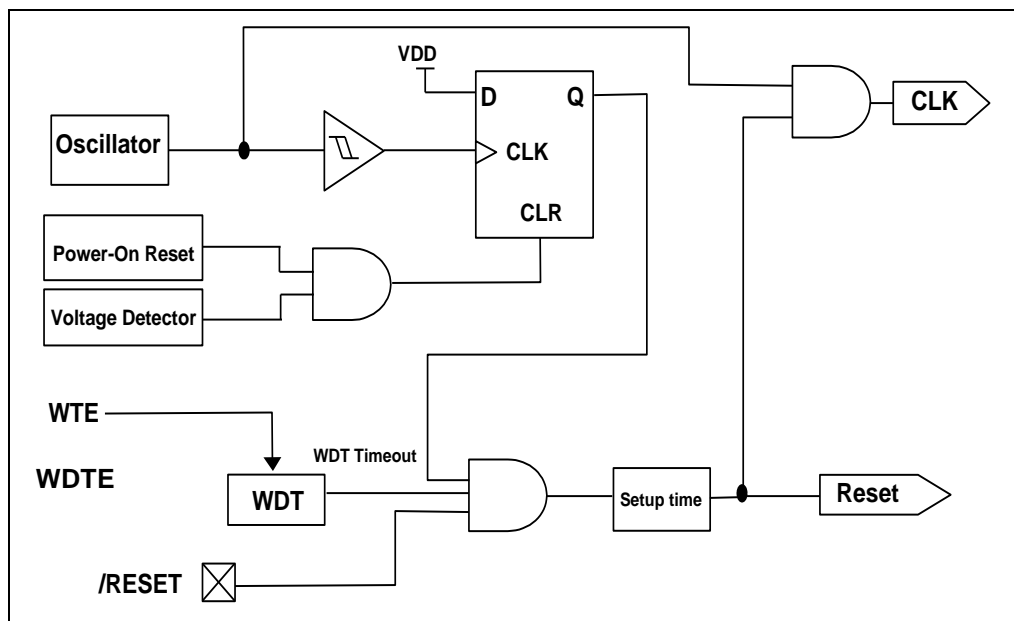 VDD
D
Q
CLK
Oscillator
CLK
CLR
Power-On Reset
Voltage Detector
WTE
WDT Timeout
WDTE
WDT
Setup time
Reset
/RESET